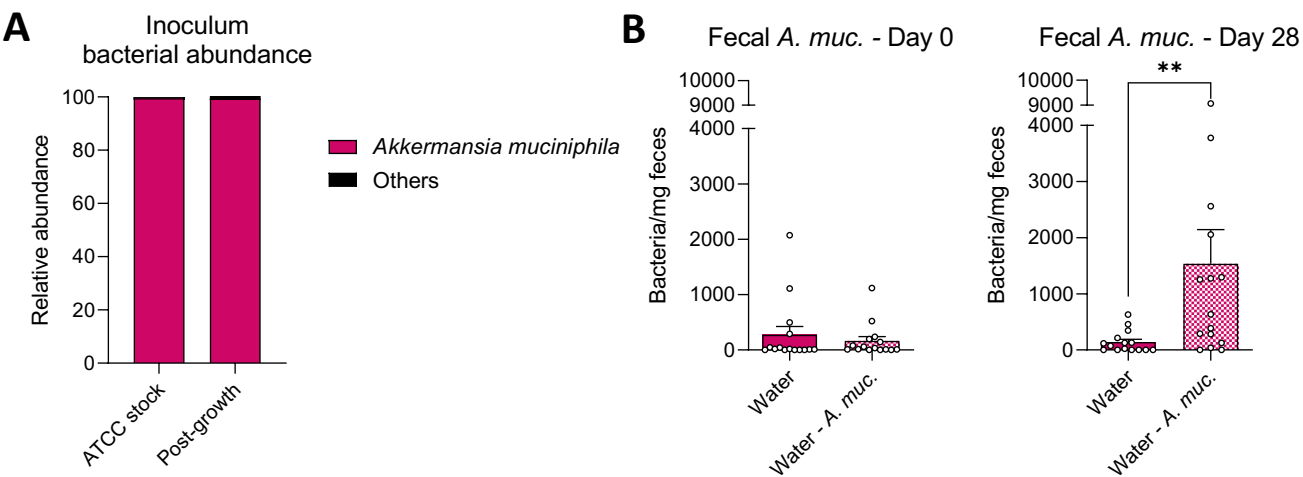 A
Inoculum
bacterial abundance
Relative abundance
100
80
60
40
20
0
ATCC stock
Post-growth
Akkermansia muciniphila
Others
B
Fecal A. muc. - Day 0
Bacteria/mg feces
10000
9000
4000
3000
2000
1000
0
Water
Water - A. muc.
Fecal A. muc. - Day 28
**
Bacteria/mg feces
10000
9000
4000
3000
2000
1000
0
Water
Water - A. muc.